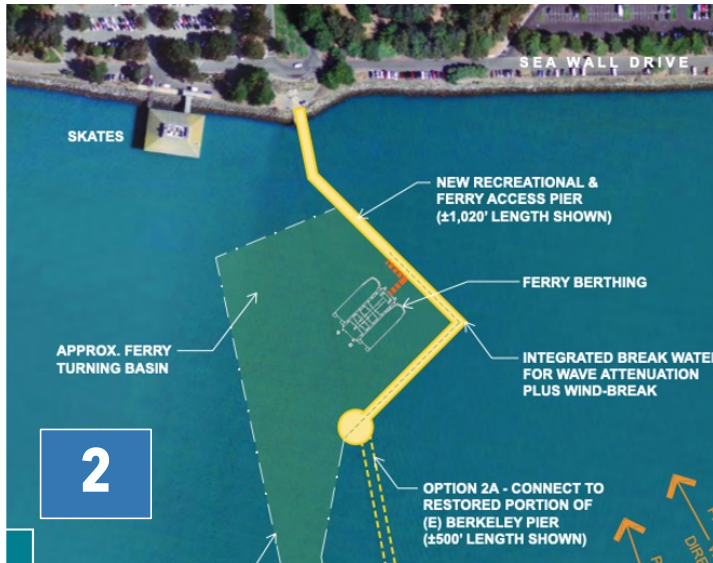 SEA WALL DRIVE
SKATES
NEW RECREATIONAL &
FERRY ACCESS PIER
(±1,020' LENGTH SHOWN)
FERRY BERTHING
APPROX. FERRY
TURNING BASIN
INTEGRATED BREAK WATER
FOR WAVE ATTENUATION
PLUS WIND-BREAK
2
OPTION 2A - CONNECT TO
RESTORED PORTION OF
(E) BERKELEY PIER
(±500' LENGTH SHOWN)